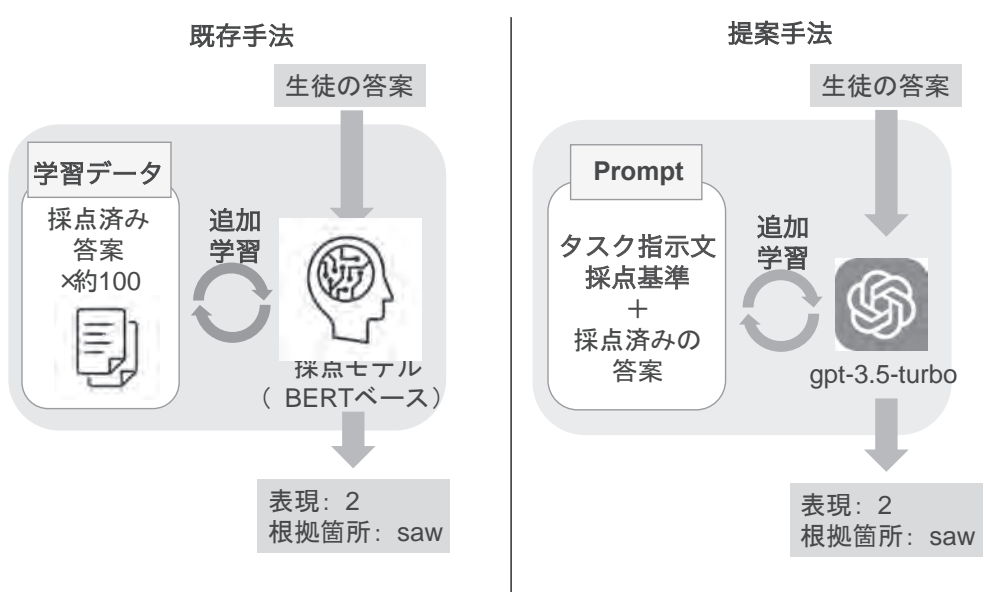 既存手法
生徒の答案
学習データ
採点済み
答案
×約100
追加
学習
採点モデル
（ BERTベース）
表現：2
根拠箇所：saw
提案手法
生徒の答案
Prompt
タスク指示文
採点基準
＋
採点済みの
答案
追加
学習
gpt-3.5-turbo
表現：2
根拠箇所：saw